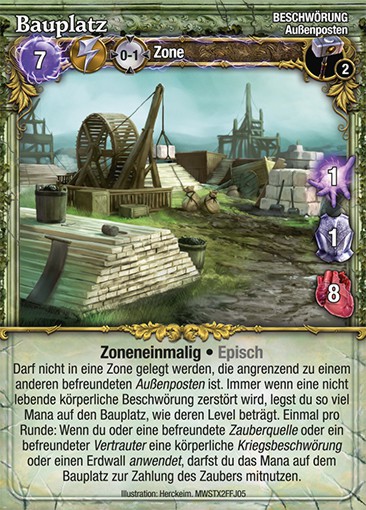 Bauplatz
BESCHWÖRUNG
Außenposten
7
0-1
Zone
2
1
1
8
Zoneneinmalig • Epich
Darf nicht in eine Zone gelegt werden, die angrenzend zu einem
anderen befreundeten Außenposten ist. Immer wenn eine nicht
lebende körperliche Beschwörung zerstört wird, legst du so viel
Mana auf den Bauplatz, wie deren Level beträgt. Einmal pro
Runde: Wenn du oder eine befreundete Zauberquelle oder ein
befreundeter Vertrauter eine körperliche Kriegsbeschwörung
oder einen Erdwall anwendet, darfst du das Mana auf dem
Bauplatz zur Zahlung des Zaubers mitnutzen.
Illustration: Herckeim. MWSTX2FFJ05